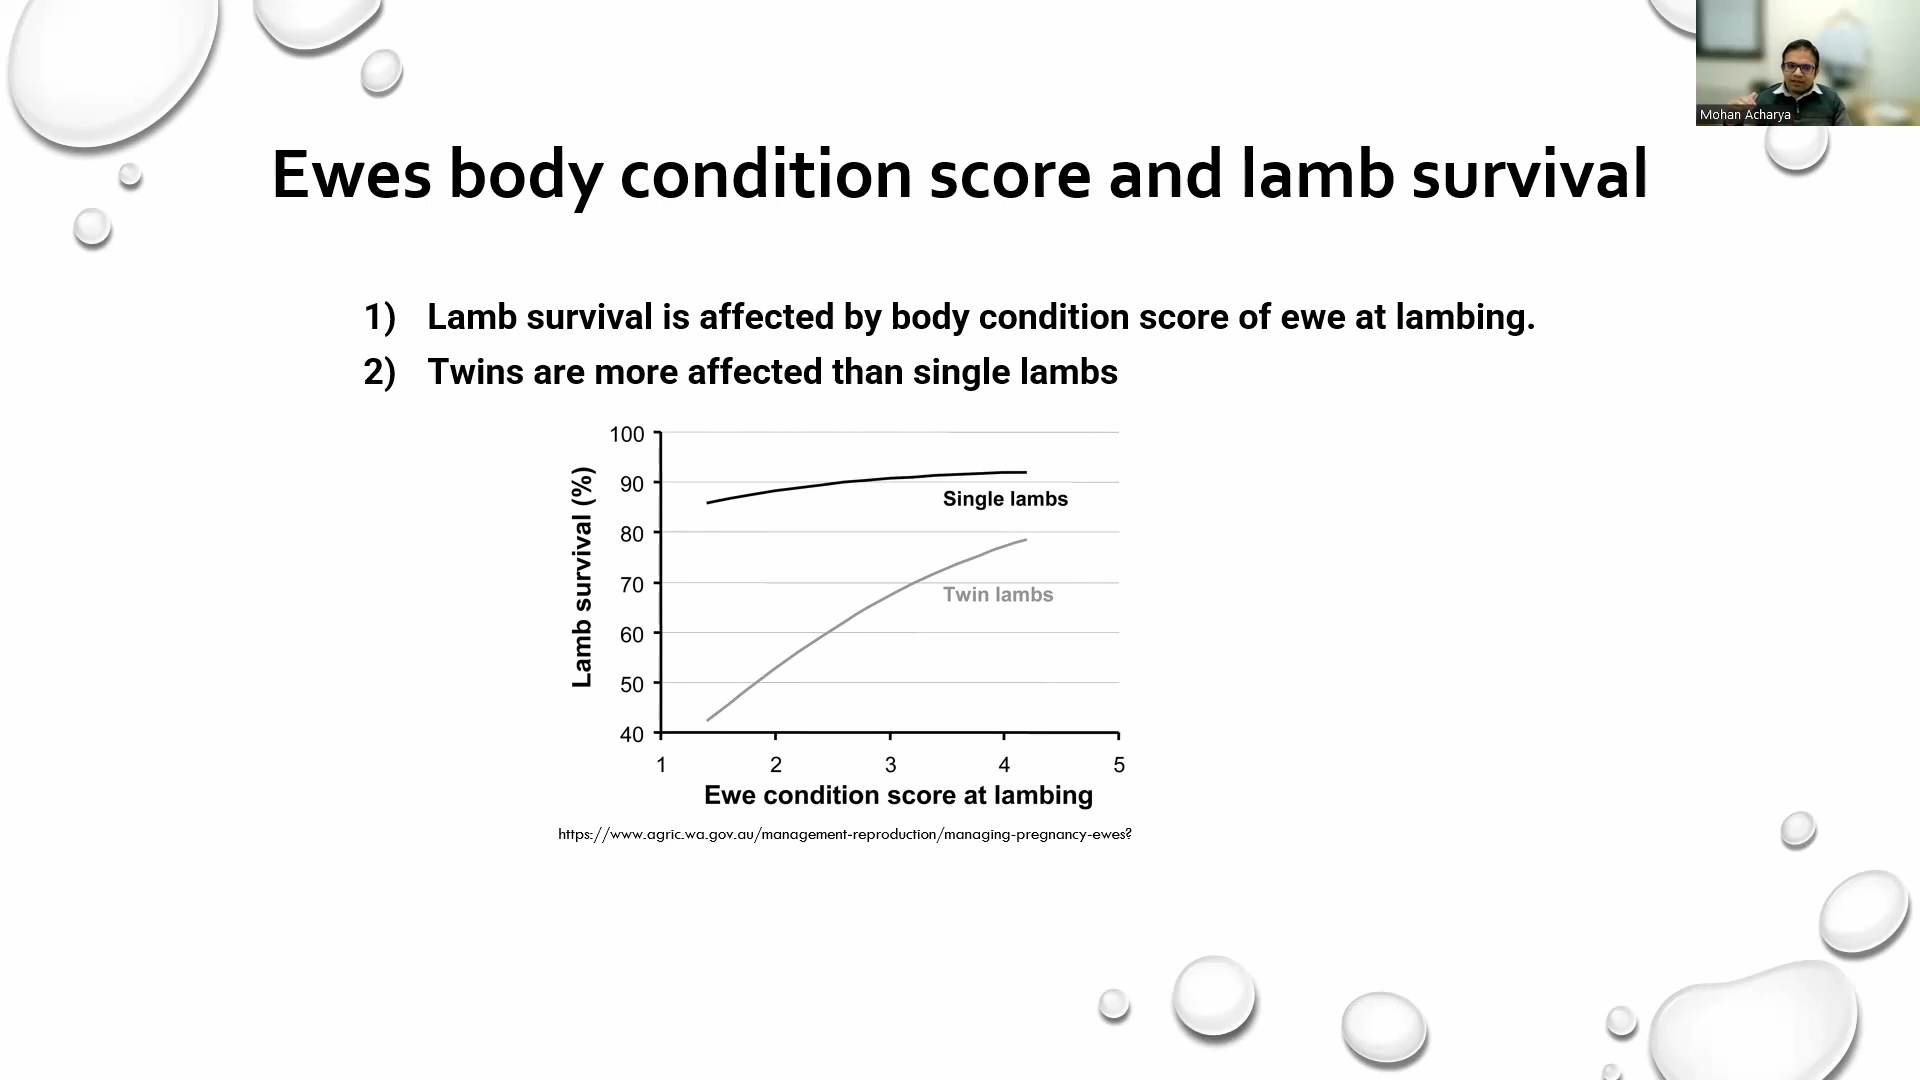 Mohan Acharya
Ewes body condition score and lamb survival
1) Lamb survival is affected by body condition score of ewe at lambing.
2) Twins are more affected than single lambs
Lamb survival (%)
100
90
80
70
60
50
40
Single lambs
Twin lambs
1 2 3 4 5
Ewe condition score at lambing
https://www.agric.wa.gov.au/management-reproduction/managing-pregnancy-ewes?